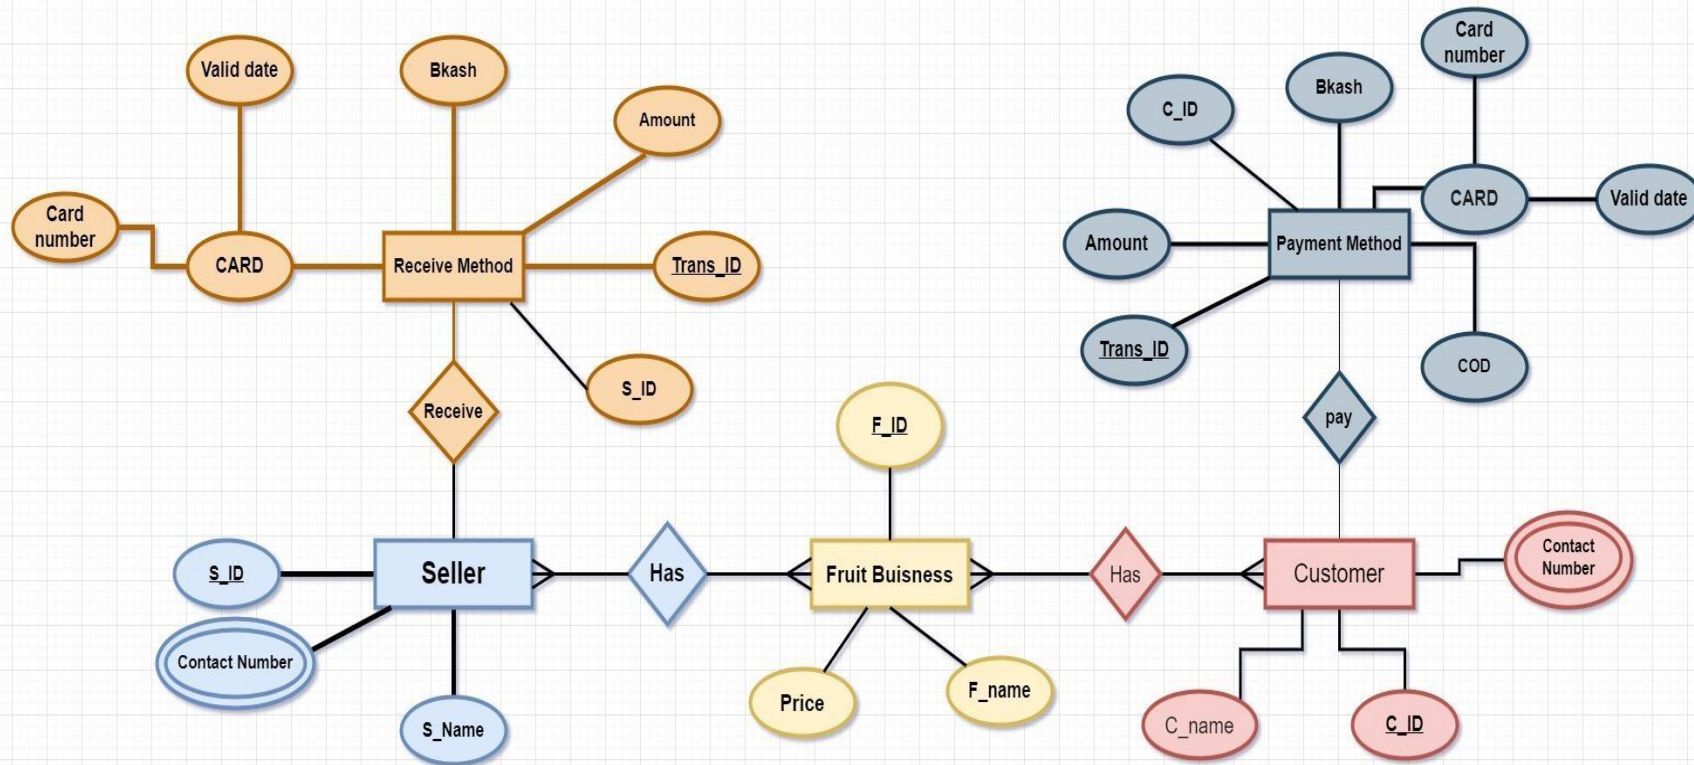 Card
number
Valid date
Bkash
Bkash
C_ID
Amount
Card
number
CARD
Valid date
CARD
Receive Method
Trans_ID
Amount
Payment Method
Trans_ID
COD
S_ID
Receive
pay
F_ID
S_ID
Seller
Has
Fruit Buisness
Has
Customer
Contact
Number
Contact Number
S_Name
Price
F_name
C_name
C_ID